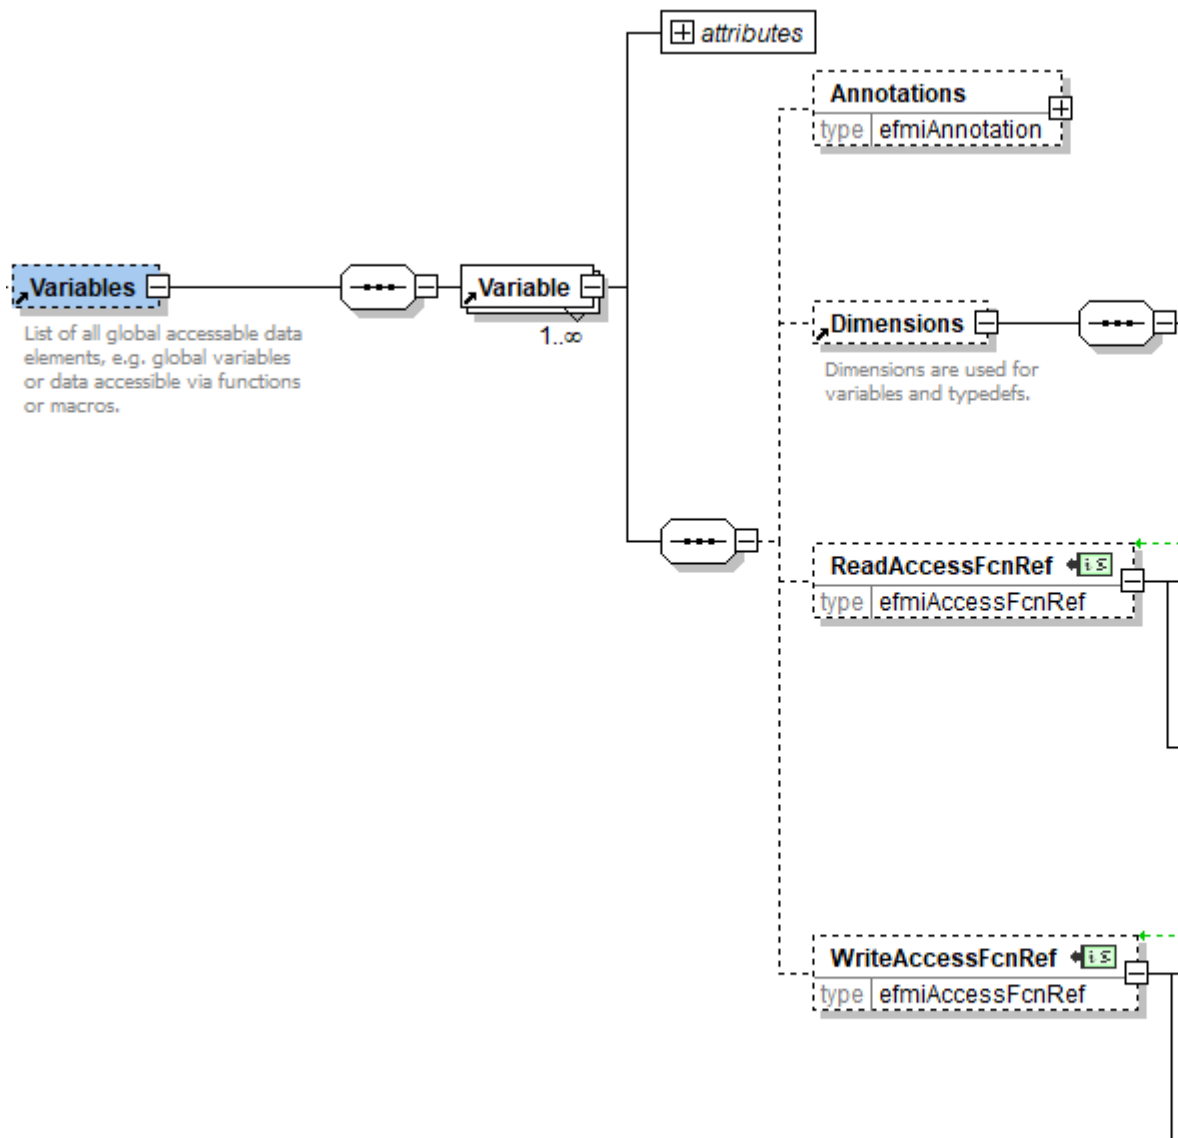 attributes
Annotations
type efmiAnnotation
Variables
Variable
1..∞
List of all global accessable data
elements, e.g. global variables
or data accessible via functions
or macros.
Dimensions
Dimensions are used for
variables and typedefs.
ReadAccessFcnRef
type efmiAccessFcnRef
WriteAccessFcnRef
type efmiAccessFcnRef